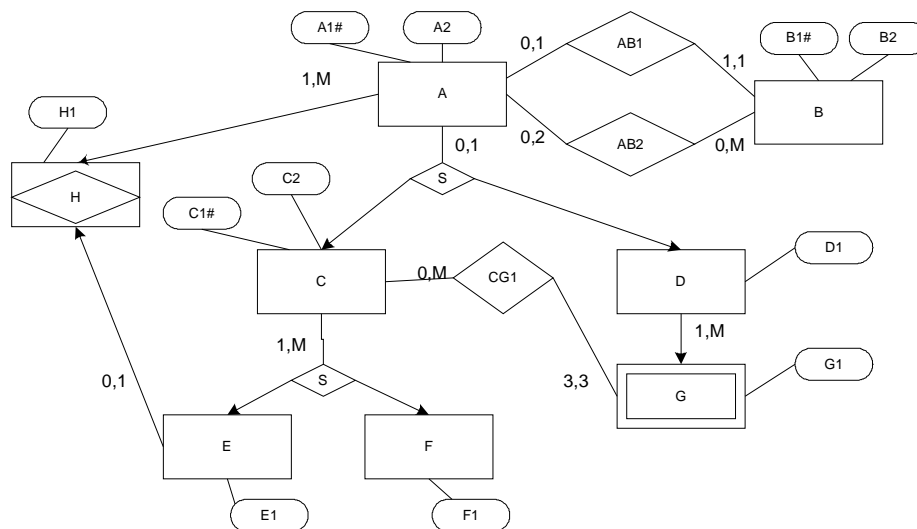 A1#
A2
B1#
B2
0,1
AB1
1,1
1,M
A
B
H1
0,1
0,2
AB2
0,M
S
C2
H
C1#
D1
0,M
CG1
C
D
1,M
1,M
G1
0,1
S
3,3
G
E
F
E1
F1